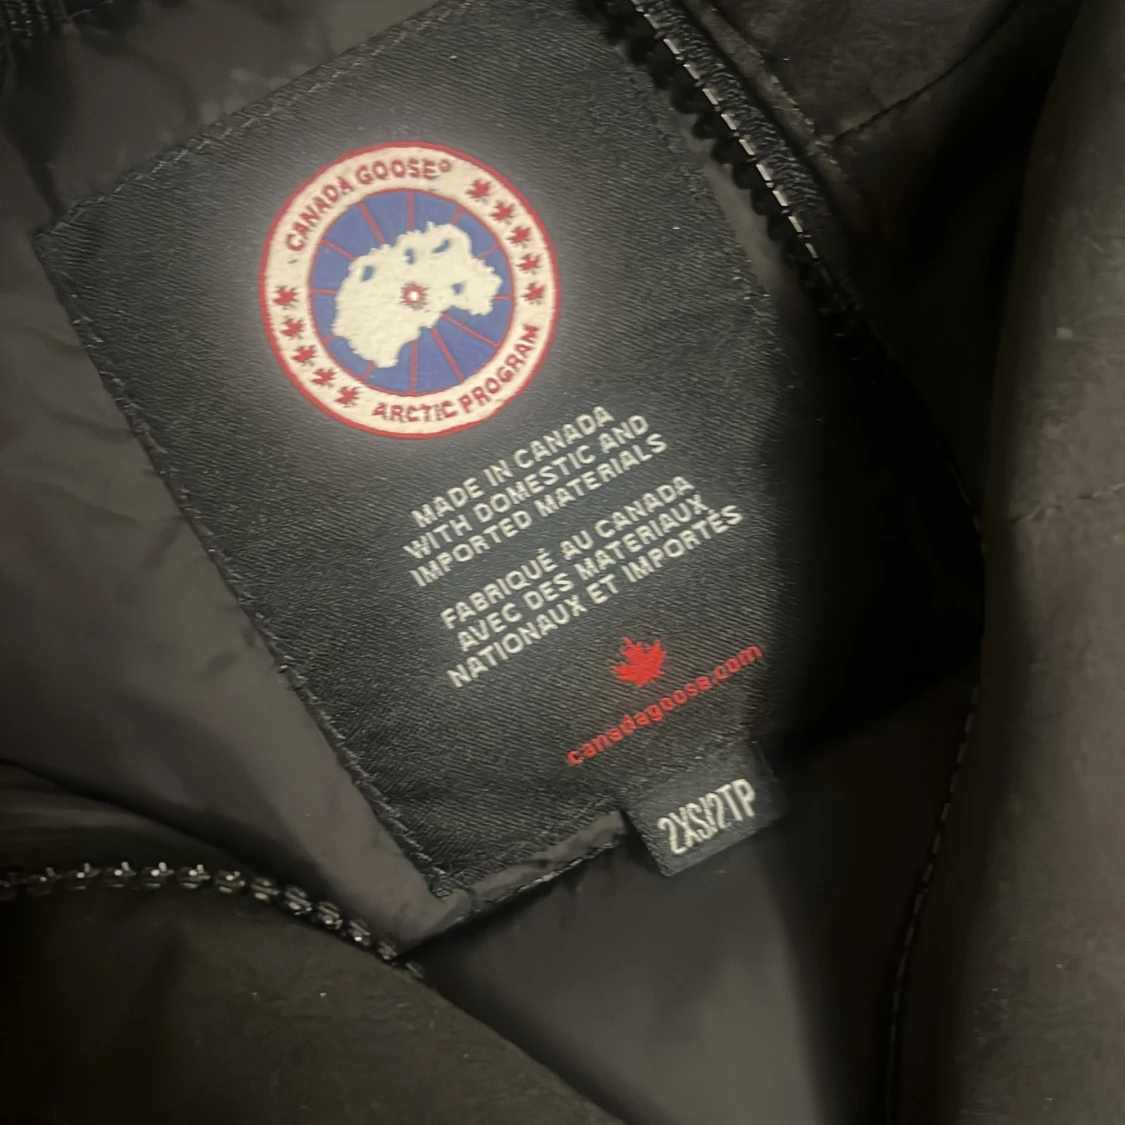 CANADA GOOSE®
ARCTIC PROGRAM
MADE IN CANADA
WITH DOMESTIC AND
IMPORTED MATERIALS
FABRIQUÉ AU CANADA
AVEC DES MATERIAUX
NATIONAUX ET IMPORTÉS
canadagoose.com
2XS/2TP